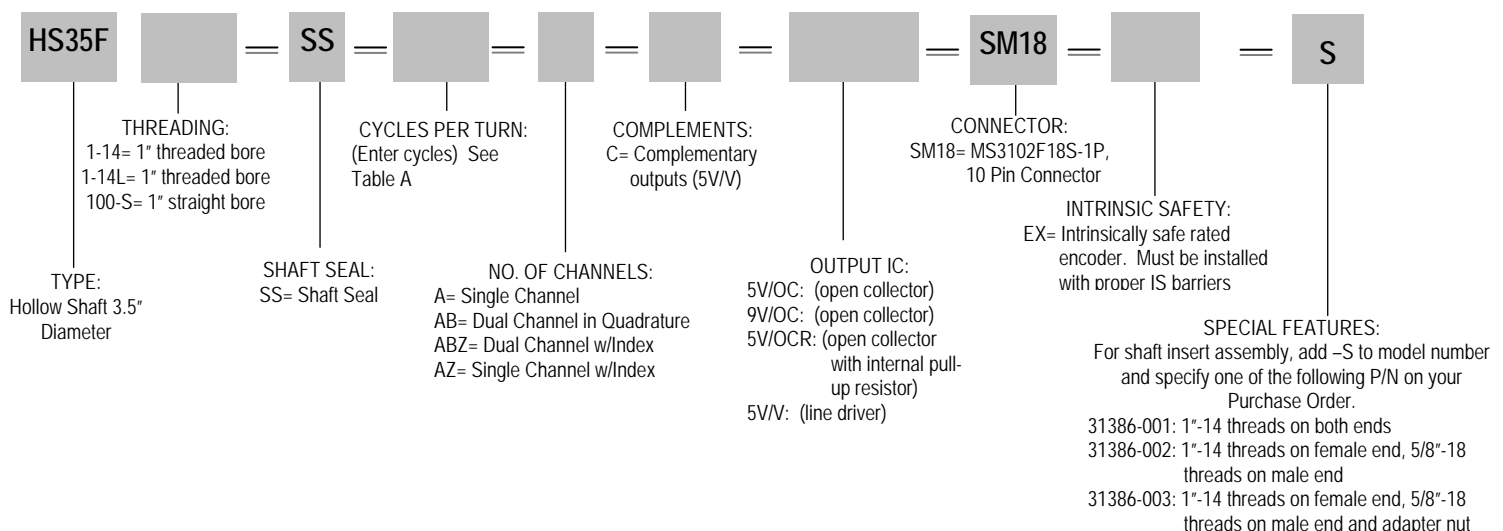 HS35F
SS
SM18
S
THREADING:
1-14= 1" threaded bore
1-14L= 1" threaded bore
100-S= 1" straight bore
CYCLES PER TURN:
(Enter cycles)  See
Table A
COMPLEMENTS:
C= Complementary
outputs (5V/V)
CONNECTOR:
SM18= MS3102F18S-1P,
10 Pin Connector
TYPE:
Hollow Shaft 3.5"
Diameter
SHAFT SEAL:
SS= Shaft Seal
NO. OF CHANNELS:
A= Single Channel
AB= Dual Channel in Quadrature
ABZ= Dual Channel w/Index
AZ= Single Channel w/Index
OUTPUT IC:
5V/OC:  (open collector)
9V/OC:  (open collector)
5V/OCR: (open collector
with internal pull-
up resistor)
5V/V:  (line driver)
INTRINSIC SAFETY:
EX= Intrinsically safe rated
encoder.  Must be installed
with proper IS barriers
SPECIAL FEATURES:
For shaft insert assembly, add –S to model number
and specify one of the following P/N on your
Purchase Order.
31386-001: 1"-14 threads on both ends
31386-002: 1"-14 threads on female end, 5/8"-18
threads on male end
31386-003: 1"-14 threads on female end, 5/8"-18
threads on male end and adapter nut